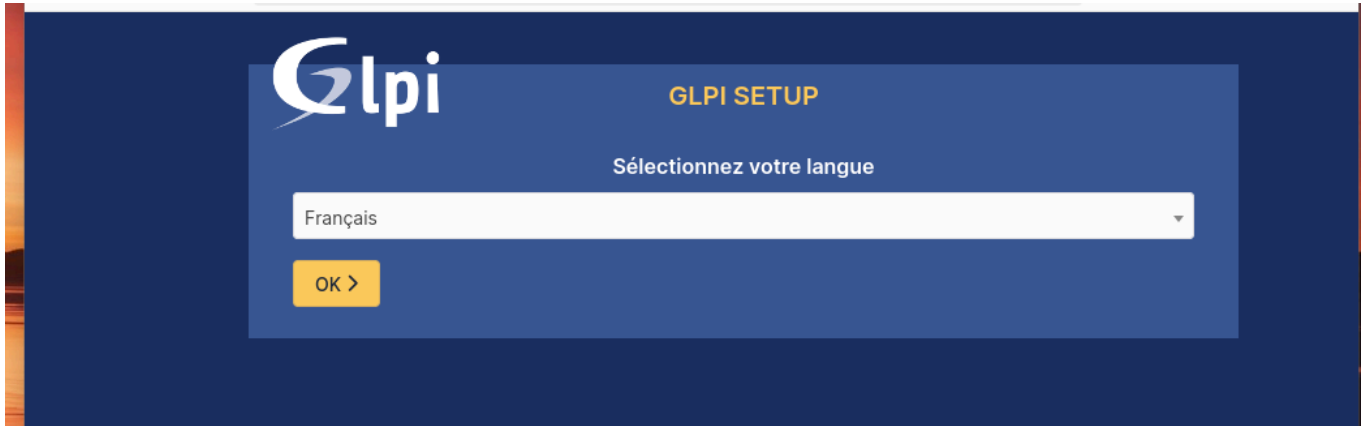 Glpi
GLPI SETUP
Sélectionnez votre langue
Français
OK